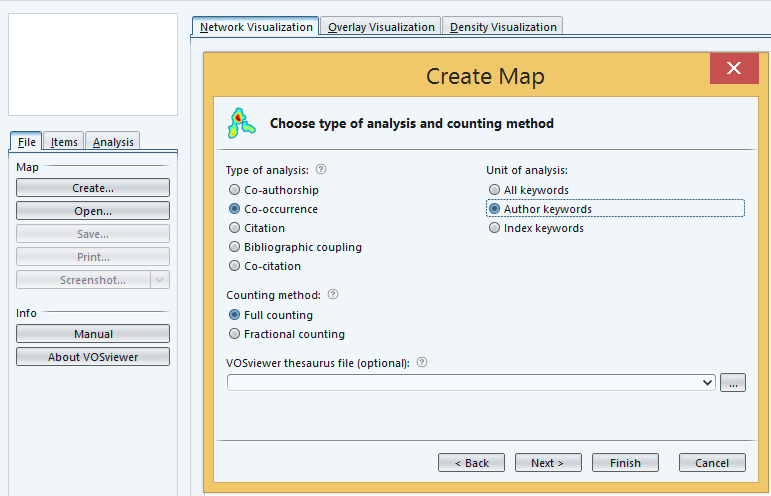 Network Visualization Overlay Visualization Density Visualization
Create Map
Choose type of analysis and counting method
File Items Analysis
Map
Create...
Open...
Save...
Print...
Screenshot...
Info
Manual
About VOSviewer
Type of analysis: ?
Co-authorship
Co-occurrence
Citation
Bibliographic coupling
Co-citation
Unit of analysis:
All keywords
Author keywords
Index keywords
Counting method: ?
Full counting
Fractional counting
VOSviewer thesaurus file (optional): ?
...
< Back Next > Finish Cancel